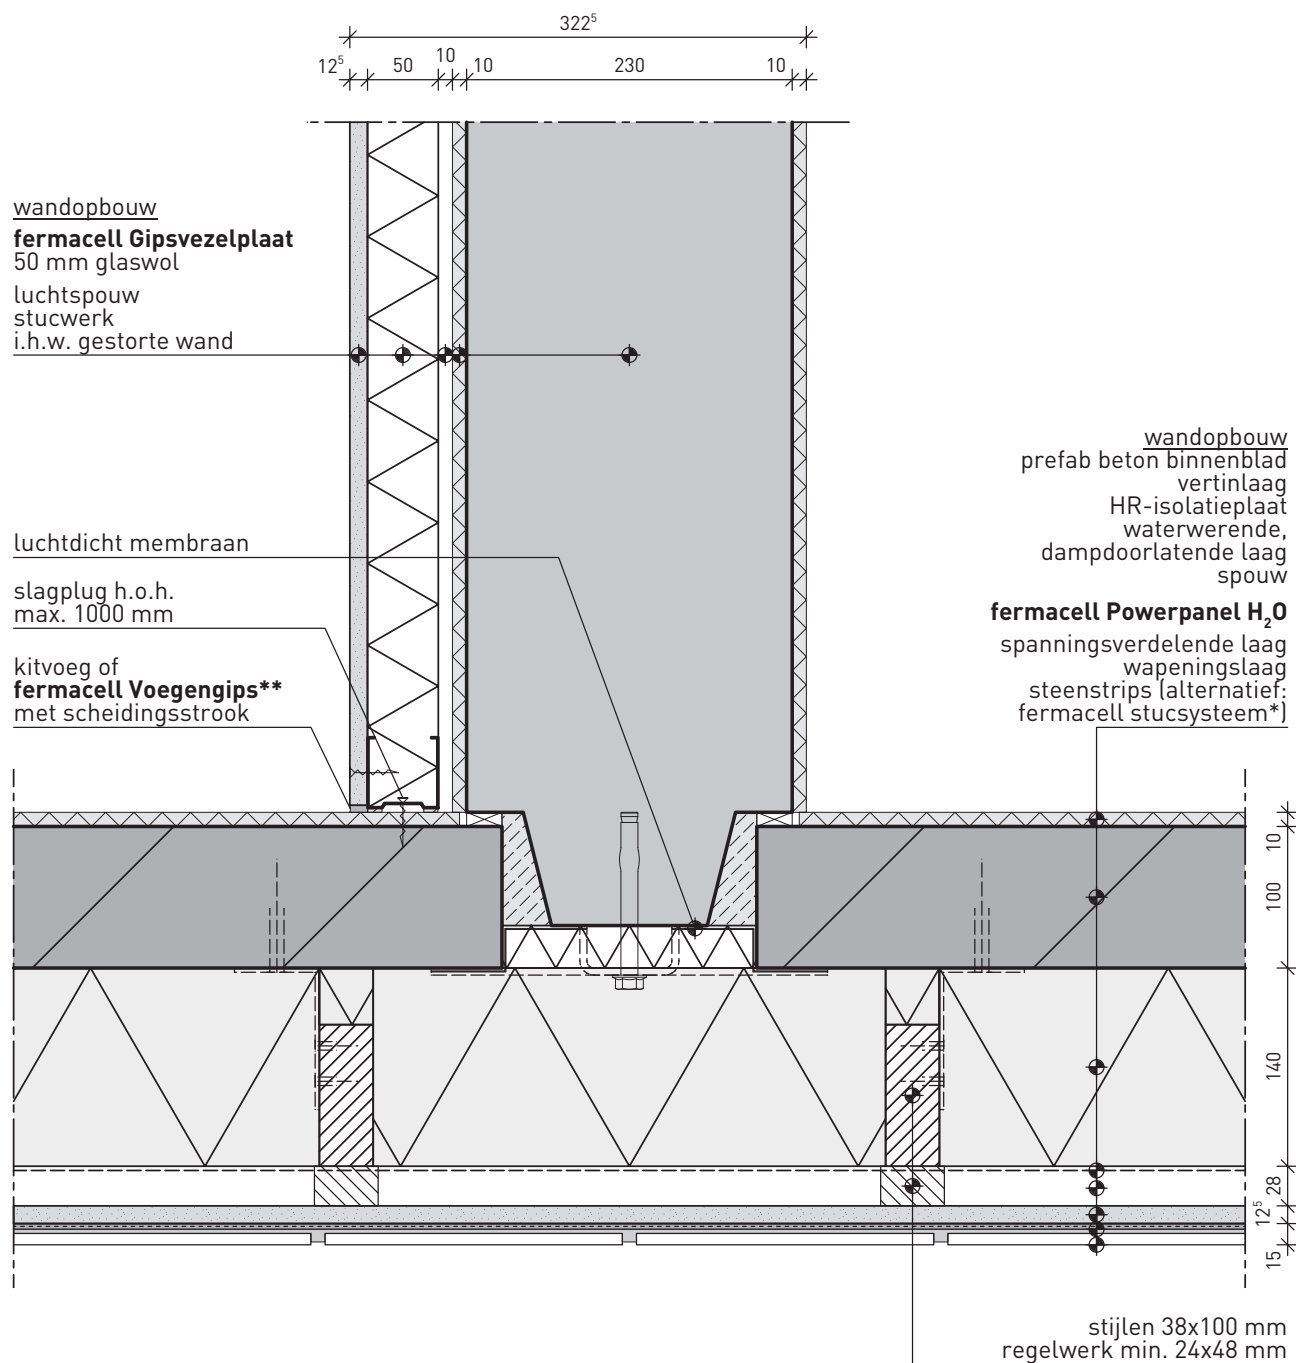 322⁵
12⁵ 50 10 10 230 10
wandopbouw
fermacell Gipsvezelplaat
50 mm glaswol
luchtspouw
stucwerk
i.h.w. gestorte wand
luchtdicht membraan
slagplug h.o.h.
max. 1000 mm
kitvoeg of
fermacell Voegengips**
met scheidingsstrook
wandopbouw
prefab beton binnenblad
vertinlaag
HR-isolatieplaat
waterwerende,
dampdoorlatende laag
spouw
fermacell Powerpanel H₂O
spanningsverdelende laag
wapeningslaag
steenstrips (alternatief:
fermacell stucsysteem*)
10
100
140
28
12⁵
15
stijlen 38x100 mm
regelwerk min. 24x48 mm